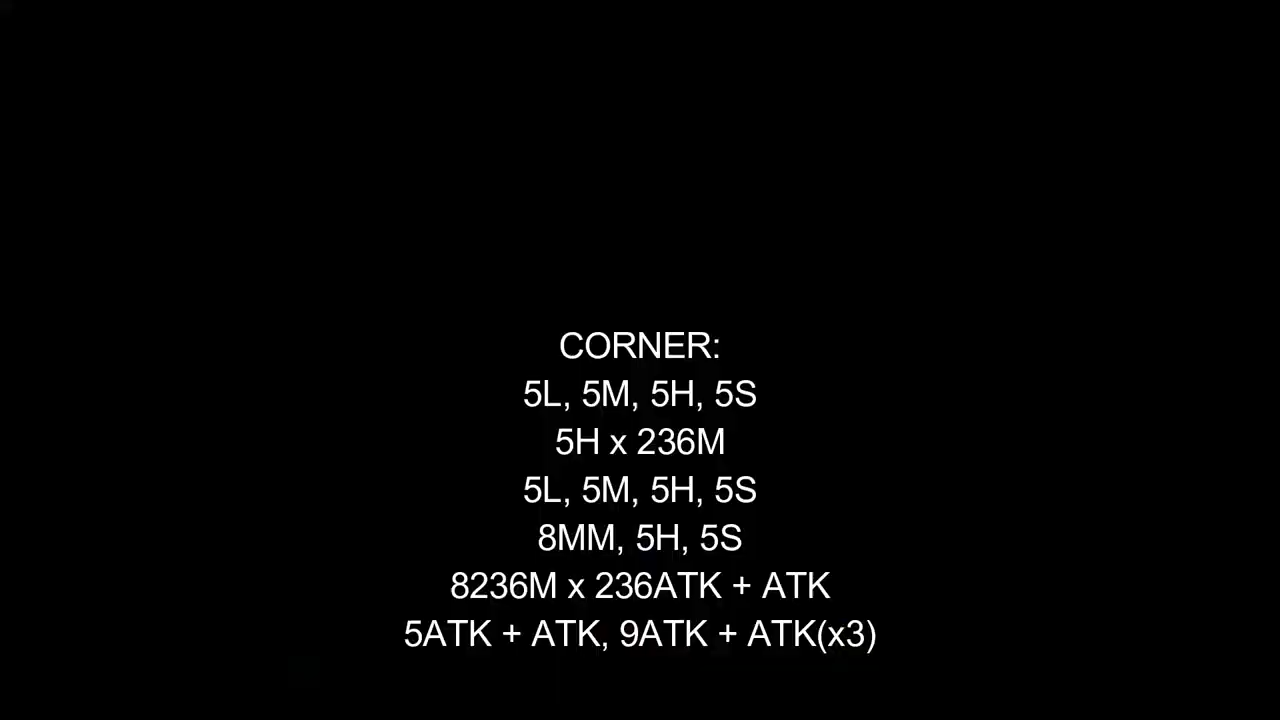 CORNER:
5L, 5M, 5H, 5S
5H x 236M
5L, 5M, 5H, 5S
8MM, 5H, 5S
8236M x 236ATK + ATK
5ATK + ATK, 9ATK + ATK(x3)